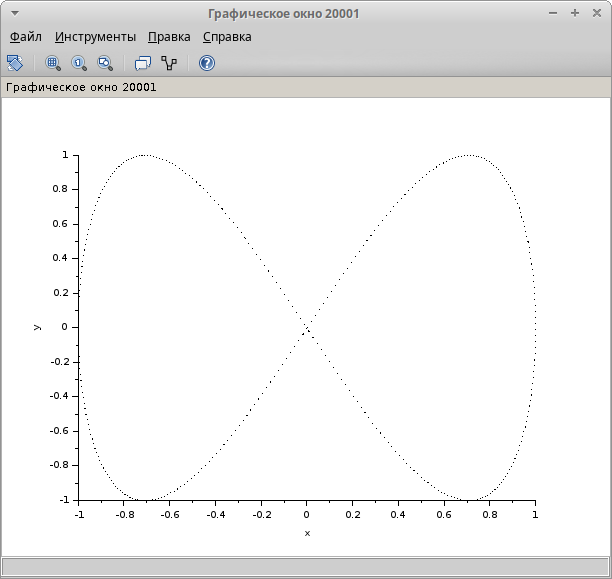 Графическое окно 20001
Файл Инструменты Правка Справка
Графическое окно 20001
1
0.8
0.6
0.4
0.2
0
-0.2
-0.4
-0.6
-0.8
-1
y
-1 -0.8 -0.6 -0.4 -0.2 0 0.2 0.4 0.6 0.8 1
x